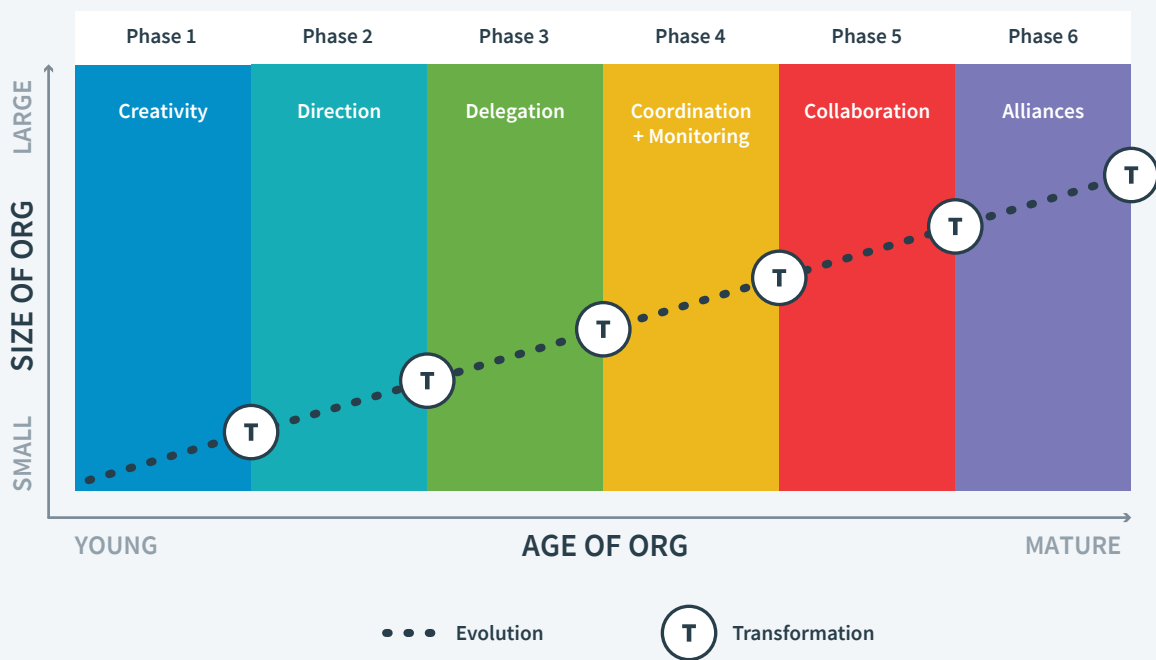 Phase 1
Phase 2
Phase 3
Phase 4
Phase 5
Phase 6
Creativity
Direction
Delegation
Coordination
+ Monitoring
Collaboration
Alliances
LARGE
SIZE OF ORG
SMALL
T
T
T
T
T
T
YOUNG
AGE OF ORG
MATURE
Evolution
T
Transformation